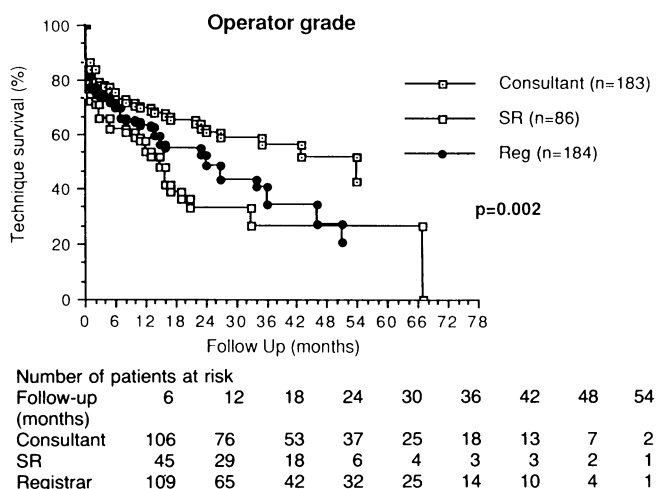 Operator grade
Technique survival (%)
100
80
60
40
20
0
0 6 12 18 24 30 36 42 48 54 60 66 72 78
Follow Up (months)
Consultant (n=183)
SR (n=86)
Reg (n=184)
p=0.002
Number of patients at risk
Follow-up 6 12 18 24 30 36 42 48 54
(months)
Consultant 106 76 53 37 25 18 13 7 2
SR 45 29 18 6 4 3 3 2 1
Registrar 109 65 42 32 25 14 10 4 1